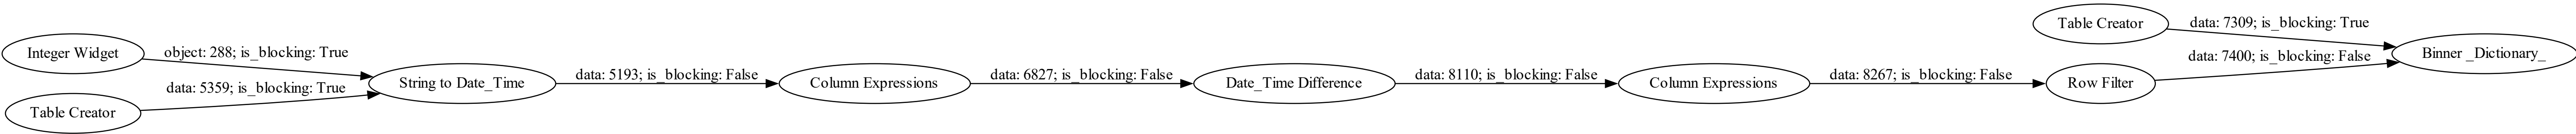 Integer Widget
object: 288; is_blocking: True
Table Creator
data: 5359; is_blocking: True
String to Date_Time
data: 5193; is_blocking: False
Column Expressions
data: 6827; is_blocking: False
Date_Time Difference
data: 8110; is_blocking: False
Column Expressions
data: 8267; is_blocking: False
Row Filter
Table Creator
data: 7309; is_blocking: True
data: 7400; is_blocking: False
Binner _Dictionary_